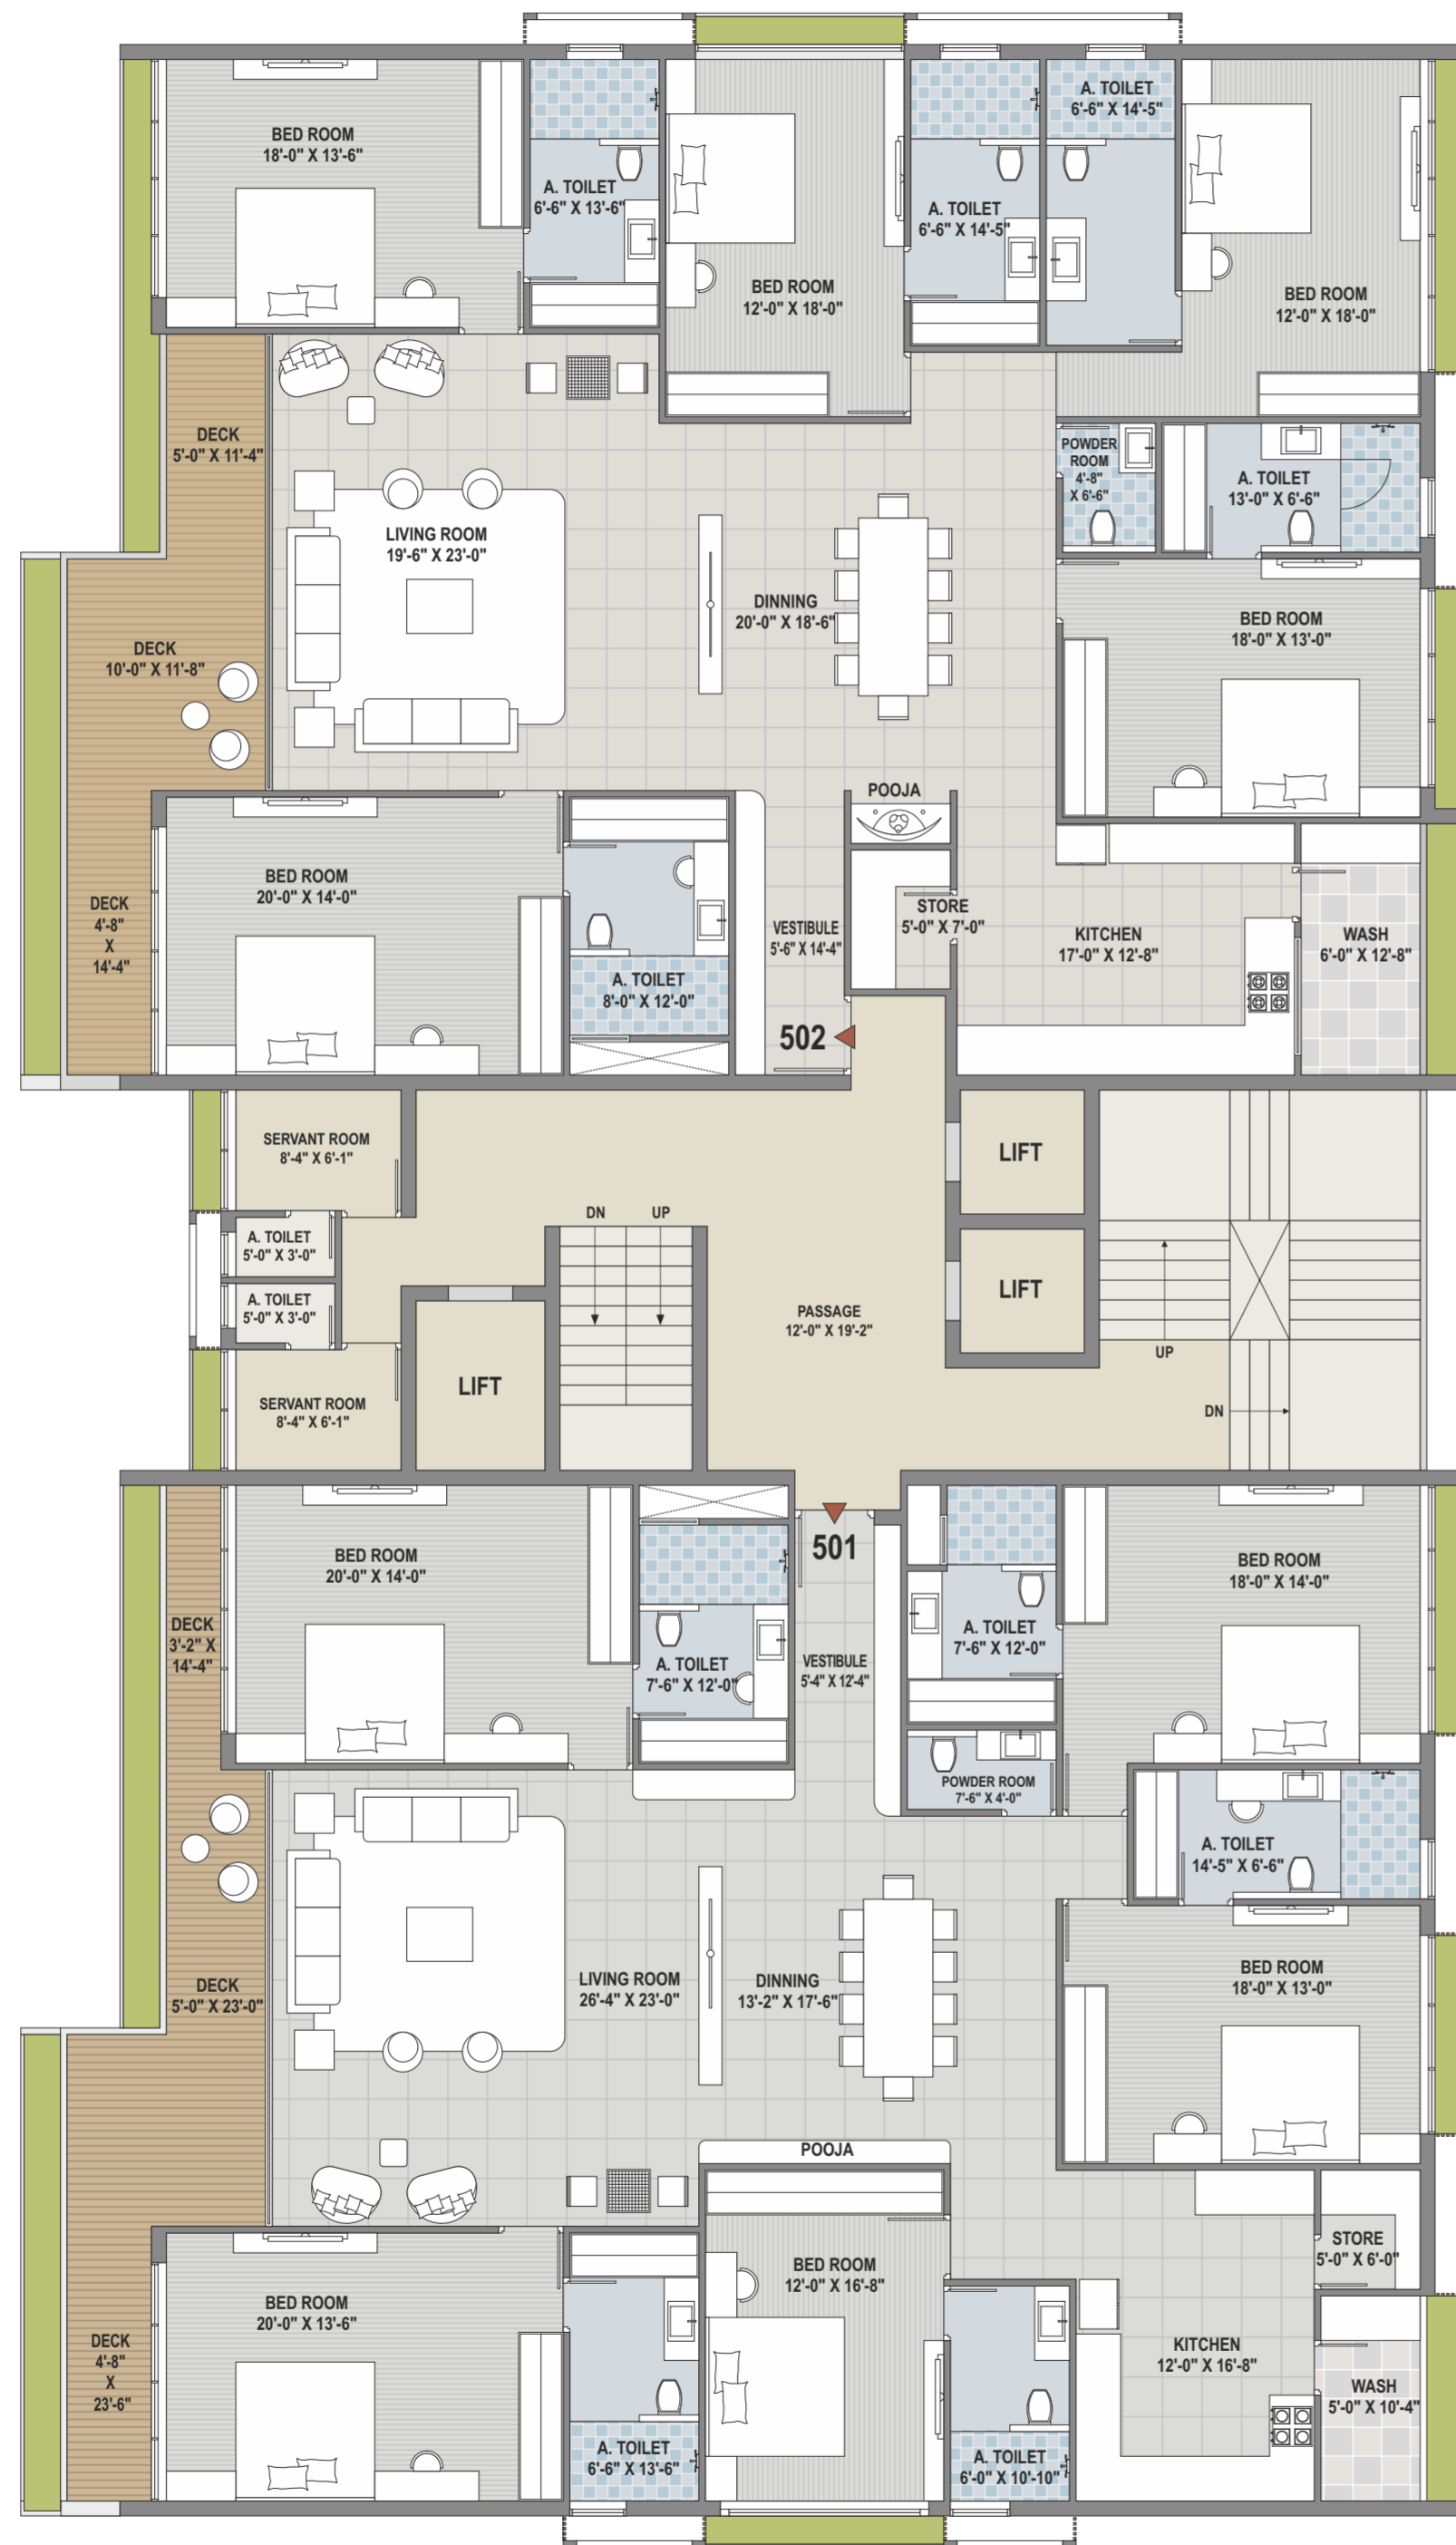 BED ROOM
18'-0" X 13'-6"
A. TOILET
6'-6" X 13'-6"
BED ROOM
12'-0" X 18'-0"
A. TOILET
6'-6" X 14'-5"
A. TOILET
6'-6" X 14'-5"
BED ROOM
12'-0" X 18'-0"
DECK
5'-0" X 11'-4"
LIVING ROOM
19'-6" X 23'-0"
POWDER
ROOM
4'-8"
X 6'-6"
A. TOILET
13'-0" X 6'-6"
DINNING
20'-0" X 18'-6"
BED ROOM
18'-0" X 13'-0"
DECK
10'-0" X 11'-8"
POOJA
BED ROOM
20'-0" X 14'-0"
DECK
4'-8"
X
14'-4"
A. TOILET
8'-0" X 12'-0"
VESTIBULE
5'-6" X 14'-4"
STORE
5'-0" X 7'-0"
KITCHEN
17'-0" X 12'-8"
WASH
6'-0" X 12'-8"
502
SERVANT ROOM
8'-4" X 6'-1"
LIFT
DN
UP
A. TOILET
5'-0" X 3'-0"
A. TOILET
5'-0" X 3'-0"
LIFT
PASSAGE
12'-0" X 19'-2"
UP
SERVANT ROOM
8'-4" X 6'-1"
LIFT
DN
501
BED ROOM
20'-0" X 14'-0"
BED ROOM
18'-0" X 14'-0"
DECK
3'-2" X
14'-4"
A. TOILET
7'-6" X 12'-0"
VESTIBULE
5'-4" X 12'-4"
A. TOILET
7'-6" X 12'-0"
POWDER ROOM
7'-6" X 4'-0"
A. TOILET
14'-5" X 6'-6"
DECK
5'-0" X 23'-0"
LIVING ROOM
26'-4" X 23'-0"
DINNING
13'-2" X 17'-6"
BED ROOM
18'-0" X 13'-0"
POOJA
STORE
5'-0" X 6'-0"
BED ROOM
12'-0" X 16'-8"
BED ROOM
20'-0" X 13'-6"
DECK
4'-8"
X
23'-6"
KITCHEN
12'-0" X 16'-8"
WASH
5'-0" X 10'-4"
A. TOILET
6'-6" X 13'-6"
A. TOILET
6'-0" X 10'-10"